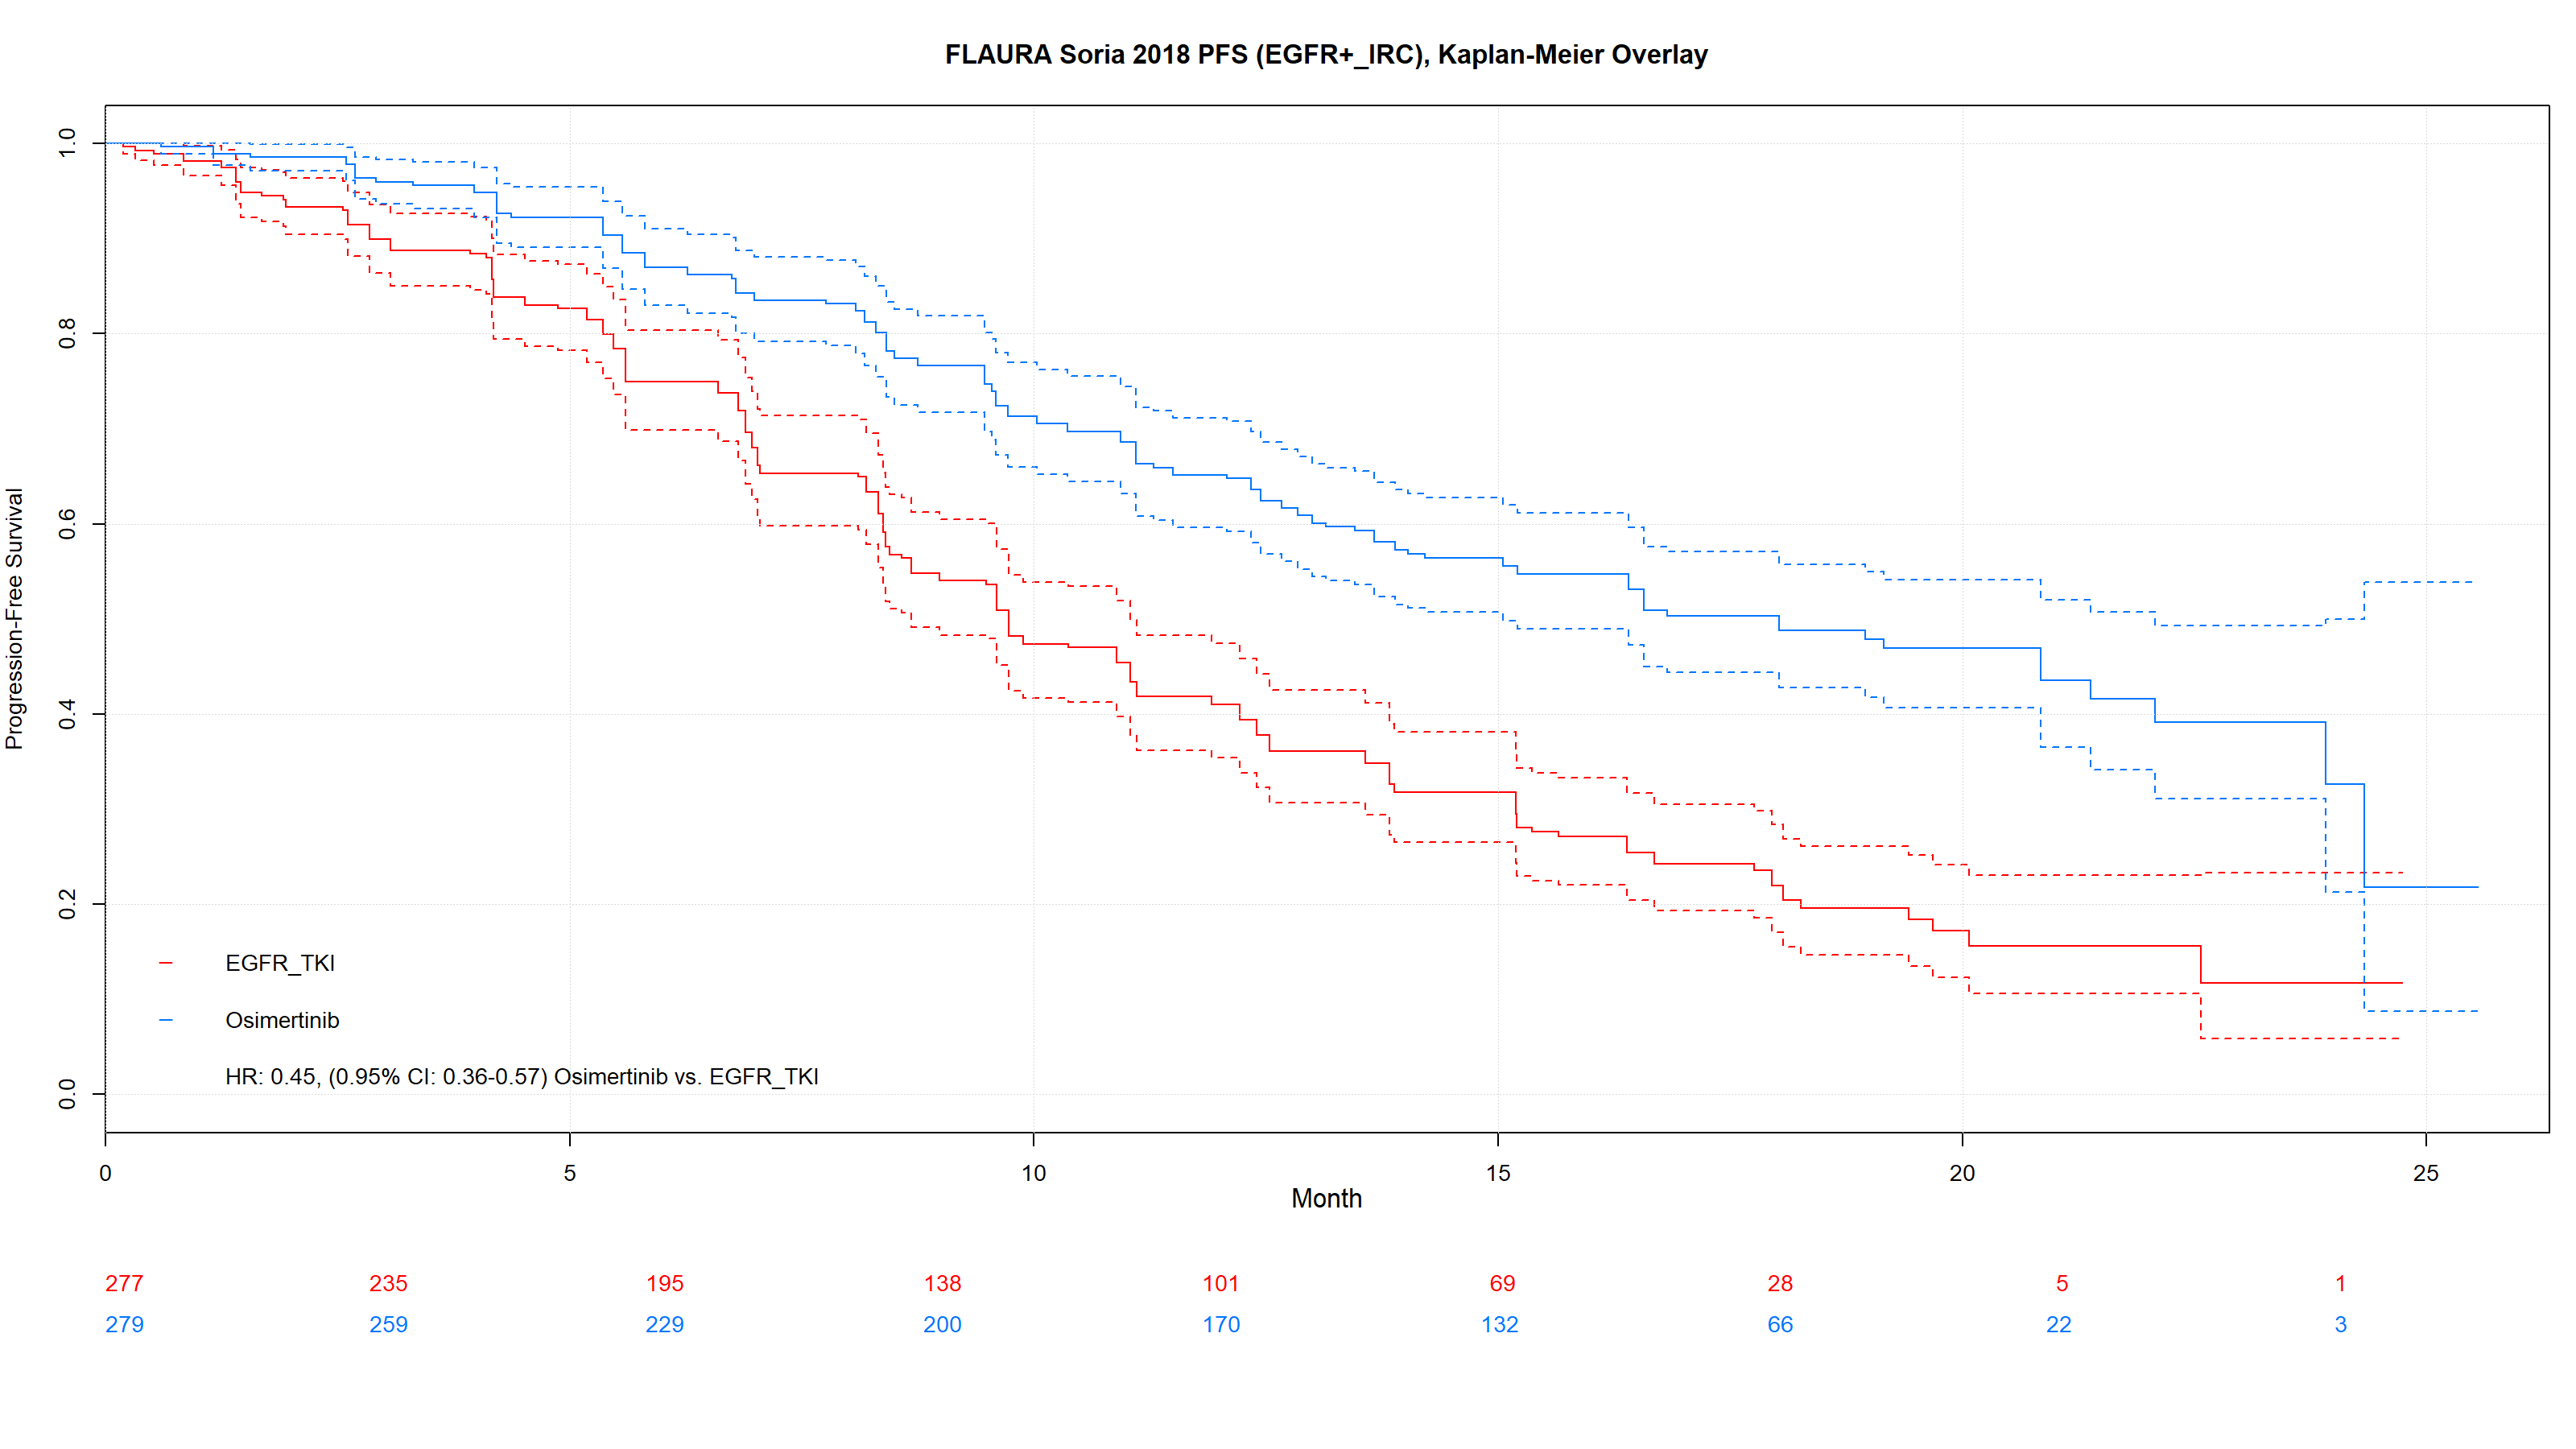 FLAURA Soria 2018 PFS (EGFR+_IRC), Kaplan-Meier Overlay
Progression-Free Survival
1.0
0.8
0.6
0.4
0.2
0.0
EGFR_TKI
Osimertinib
HR: 0.45, (0.95% CI: 0.36-0.57) Osimertinib vs. EGFR_TKI
0 5 10 15 20 25
Month
277 235 195 138 101 69 28 5 1
279 259 229 200 170 132 66 22 3